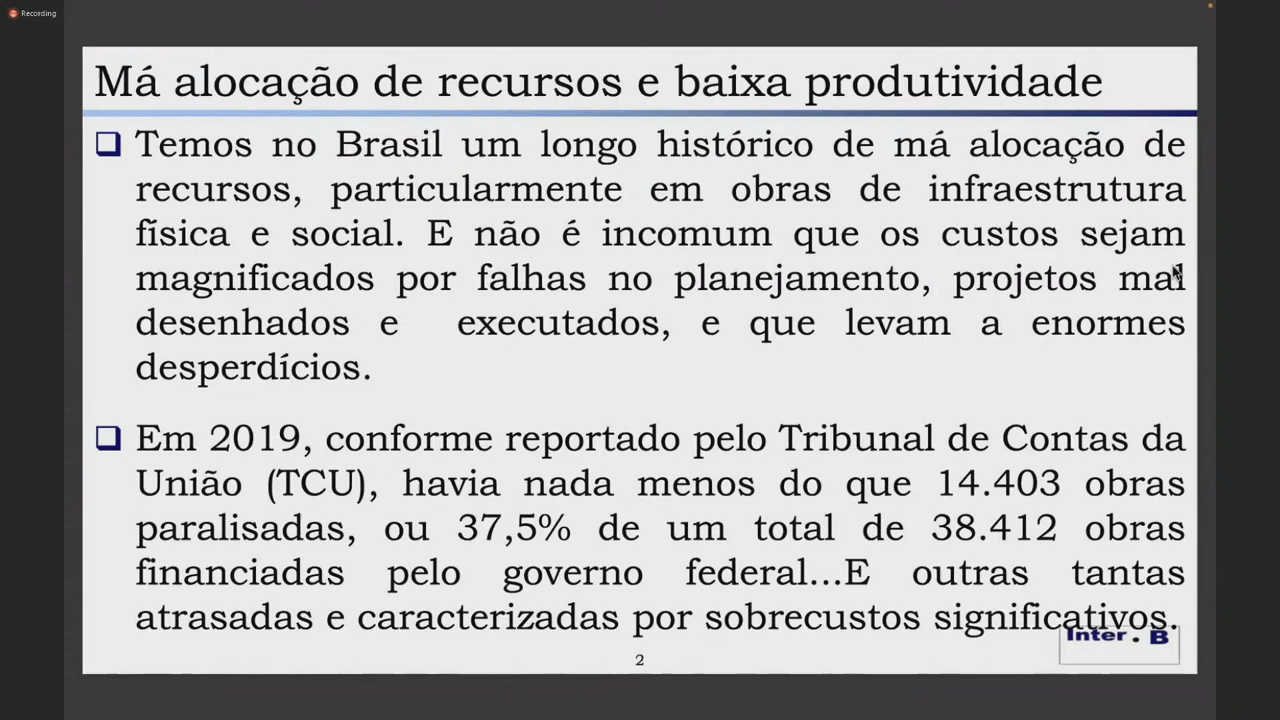 Recording
Má alocação de recursos e baixa produtividade
Temos no Brasil um longo histórico de má alocação de
recursos, particularmente em obras de infraestrutura
física e social. E não é incomum que os custos sejam
magnificados por falhas no planejamento, projetos mal
desenhados e executados, e que levam a enormes
desperdícios.
Em 2019, conforme reportado pelo Tribunal de Contas da
União (TCU), havia nada menos do que 14.403 obras
paralisadas, ou 37,5% de um total de 38.412 obras
financiadas pelo governo federal...E outras tantas
atrasadas e caracterizadas por sobrecustos significativos.
Inter.B
2